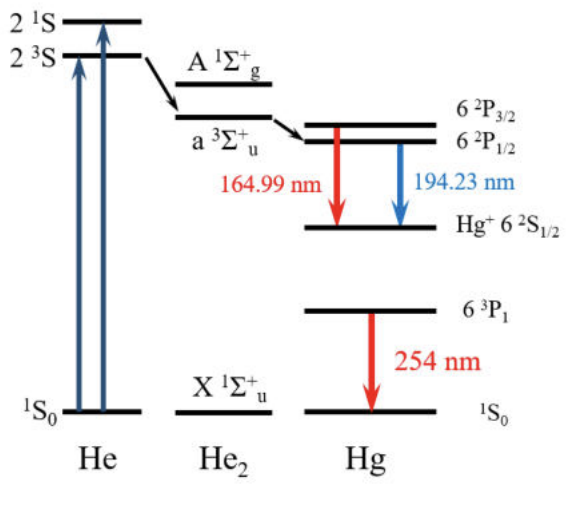 2 ¹S
2 ³S
A ¹Σ⁺g
a ³Σ⁺u
6 ²P3/2
6 ²P1/2
164.99 nm
194.23 nm
Hg⁺ 6 ²S1/2
6 ³P₁
254 nm
X ¹Σ⁺u
¹S₀
¹S₀
He
He₂
Hg